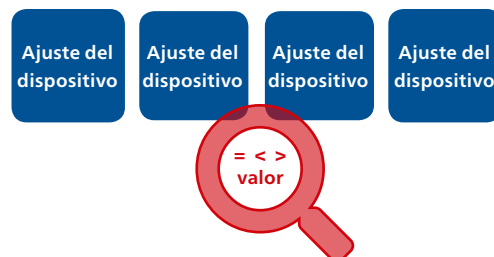 Ajuste del
dispositivo
Ajuste del
dispositivo
Ajuste del
dispositivo
Ajuste del
dispositivo
= < >
valor